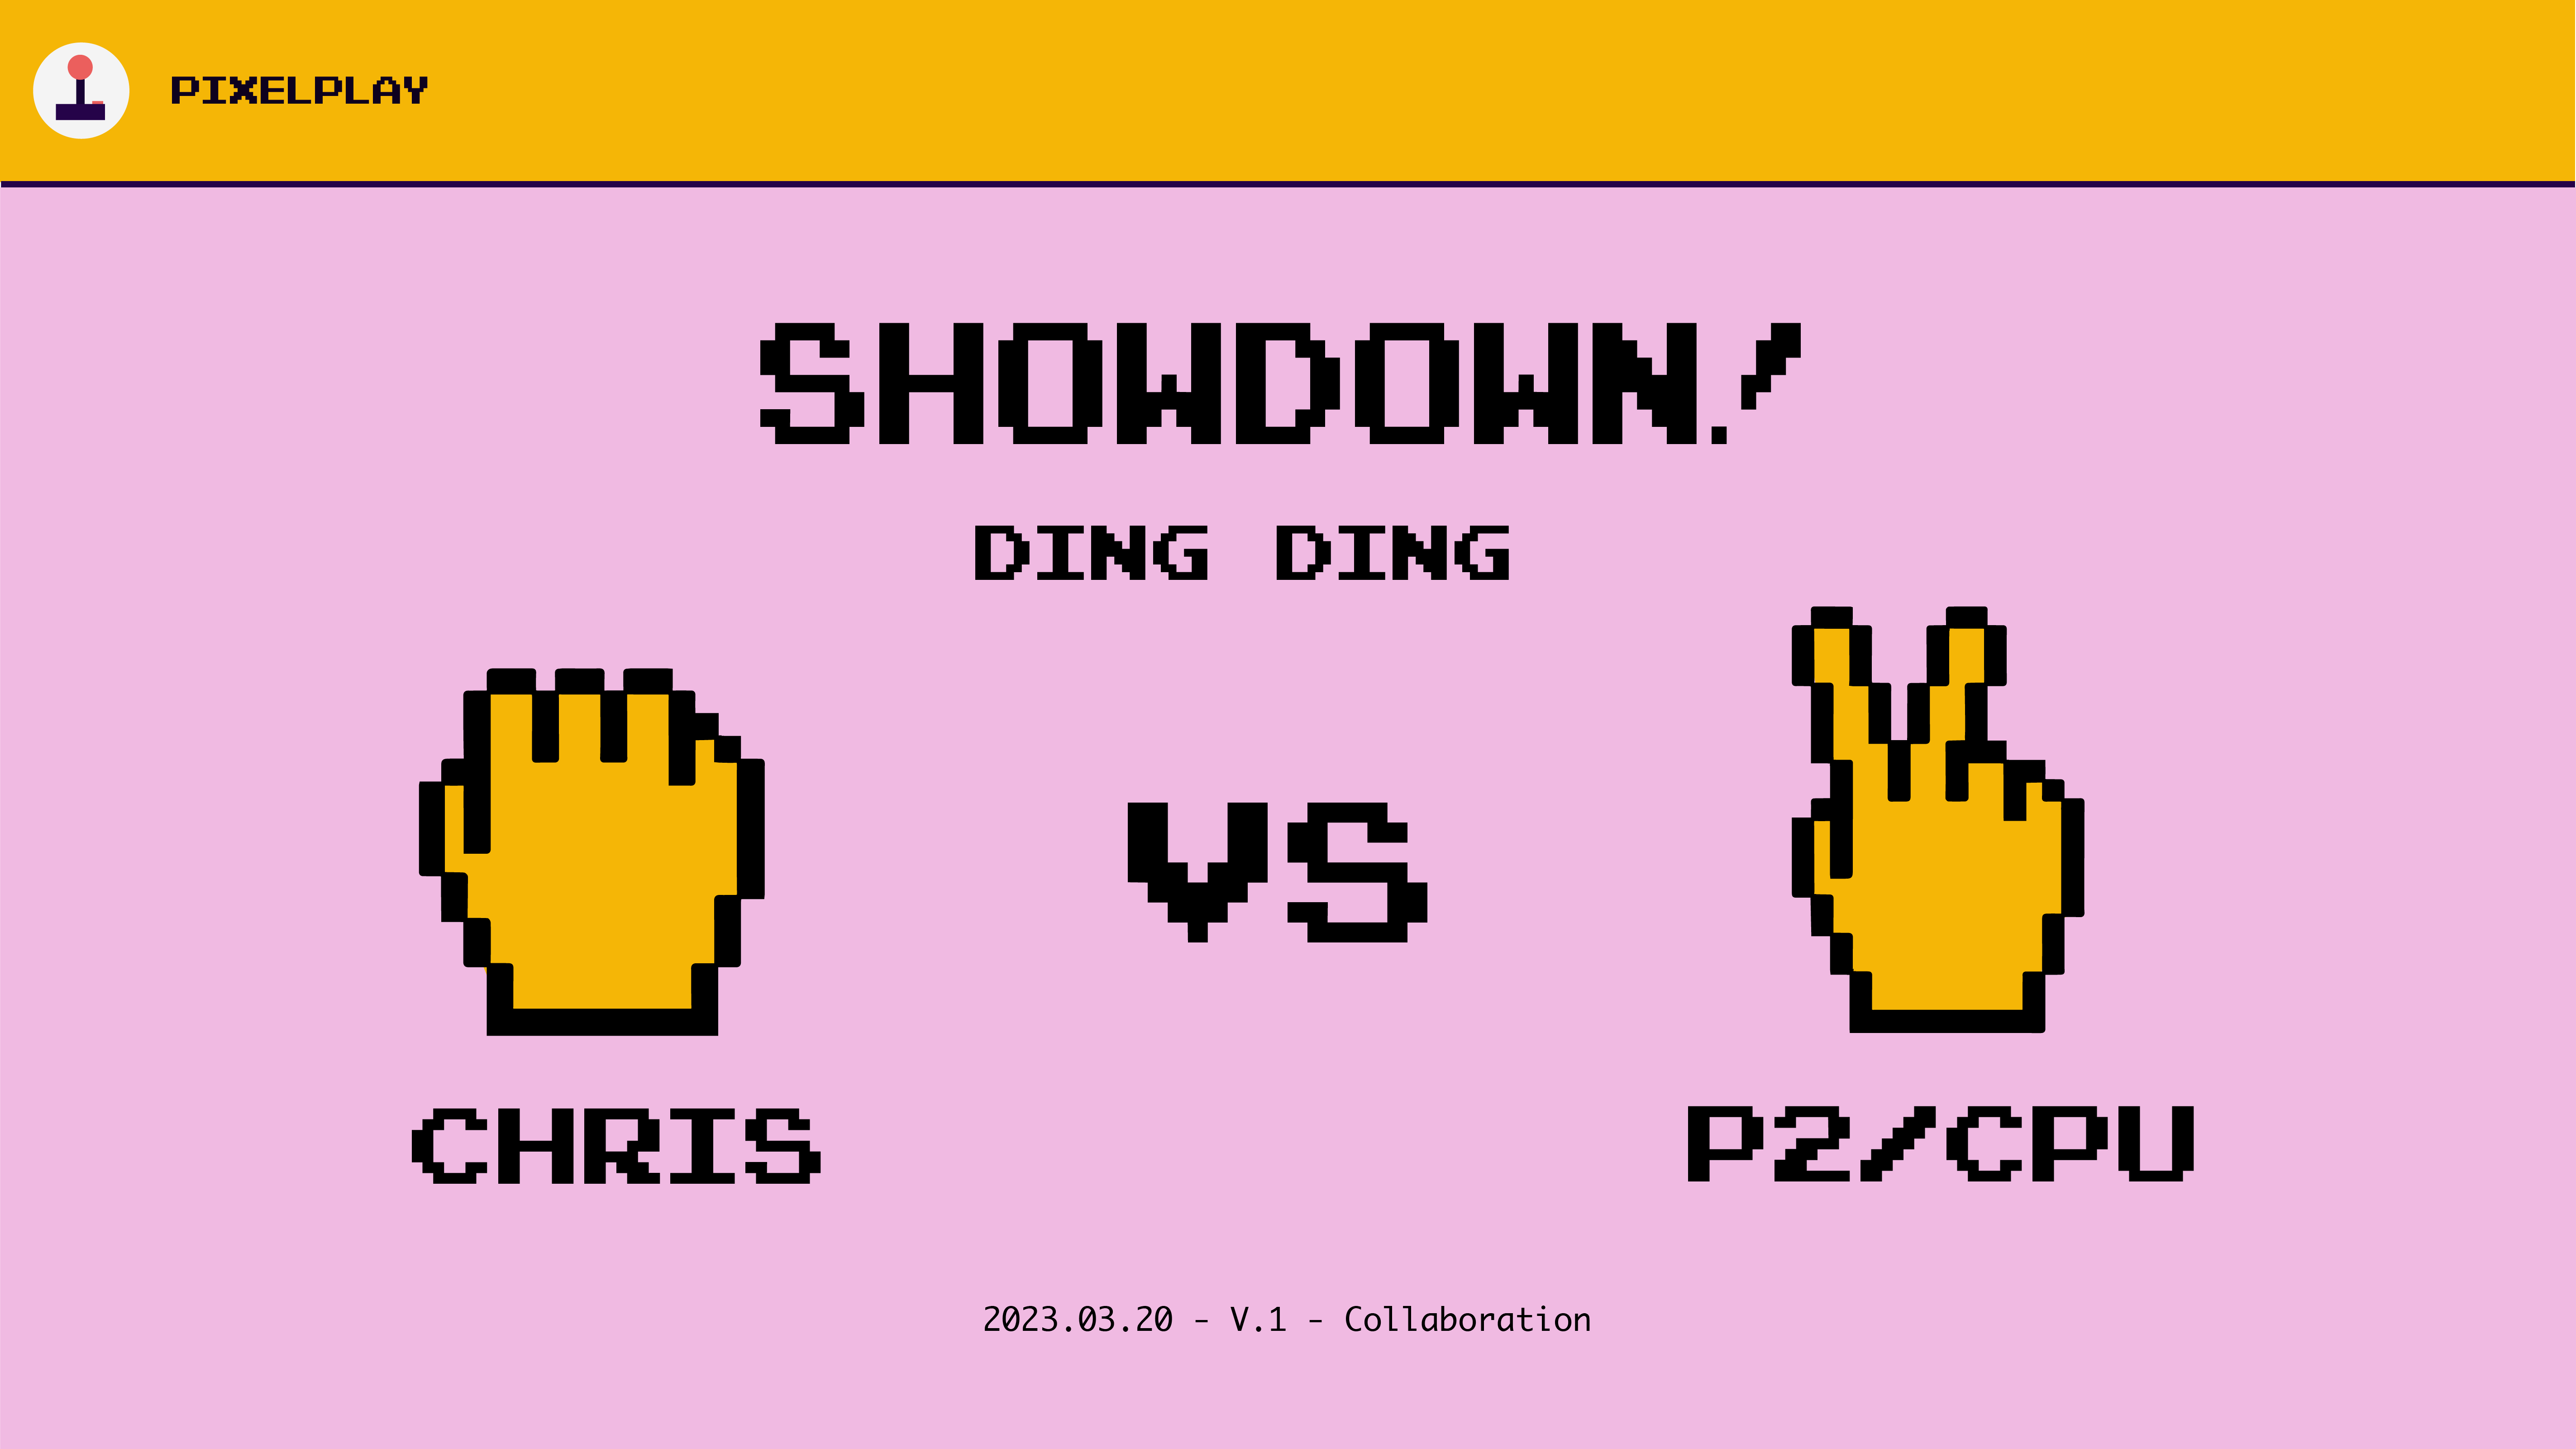 PIXELPLAY
SHOWDOWN!
DING DING
VS
CHRIS
P2/CPU
2023.03.20 - V.1 - Collaboration